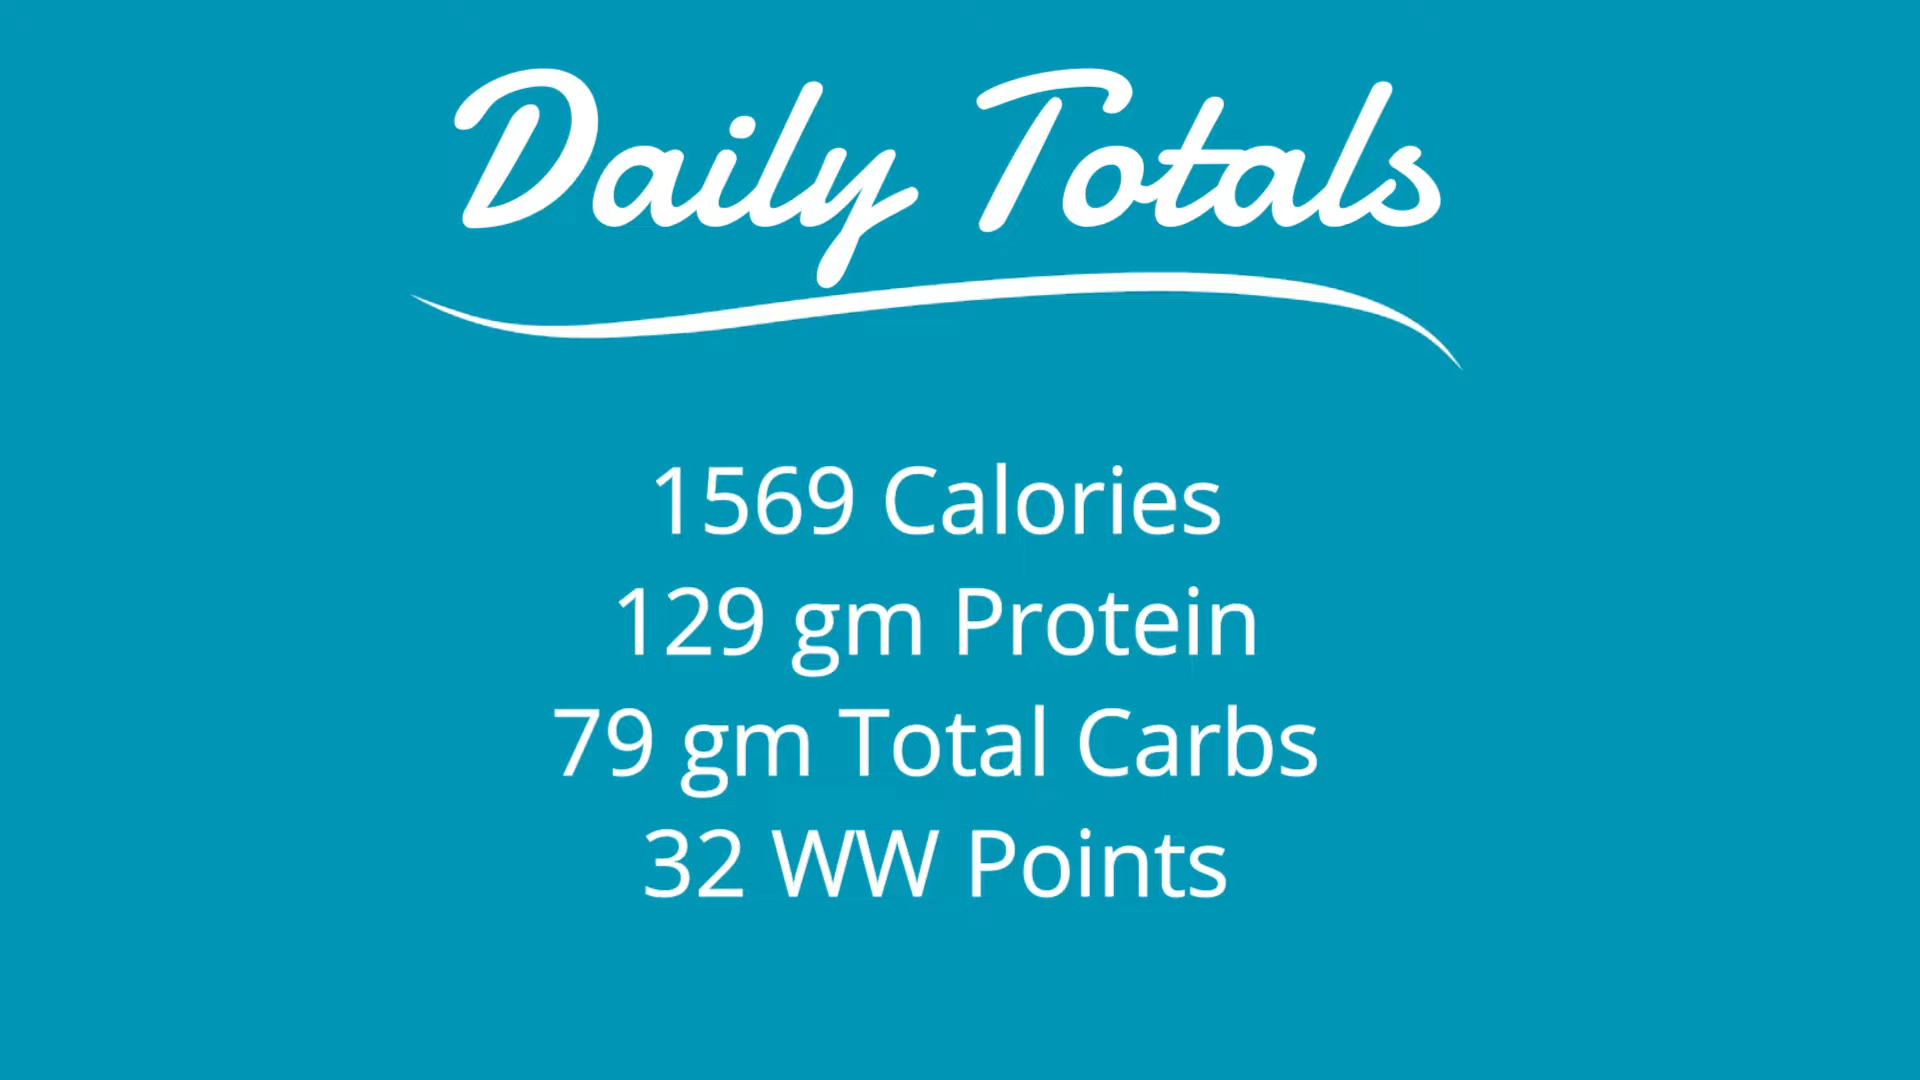 Daily Totals
1569 Calories
129 gm Protein
79 gm Total Carbs
32 WW Points